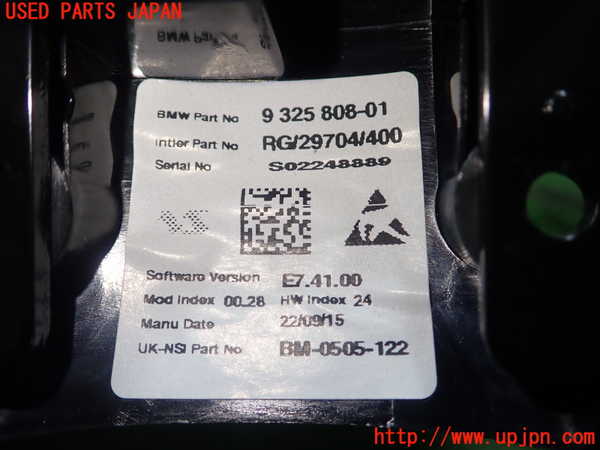 USED PARTS JAPAN
BMW Part No 9 325 808-01
Intier Part No RG/29704/400
Serial No S02248889
Software Version E7.41.00
Mod Index 00.28 HW Index 24
Manu Date 22/09/15
UK-NSI Part No BM-0505-122
http://www.upjpn.com/